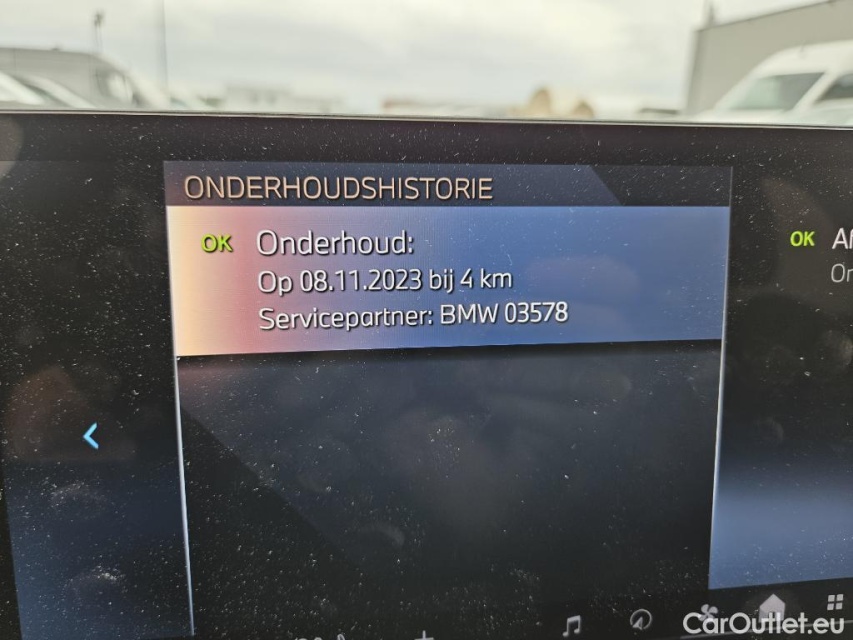 ONDERHOUDSHISTORIE
OK Onderhoud:
Op 08.11.2023 bij 4 km
Servicepartner: BMW 03578
OK
CarOutlet.eu